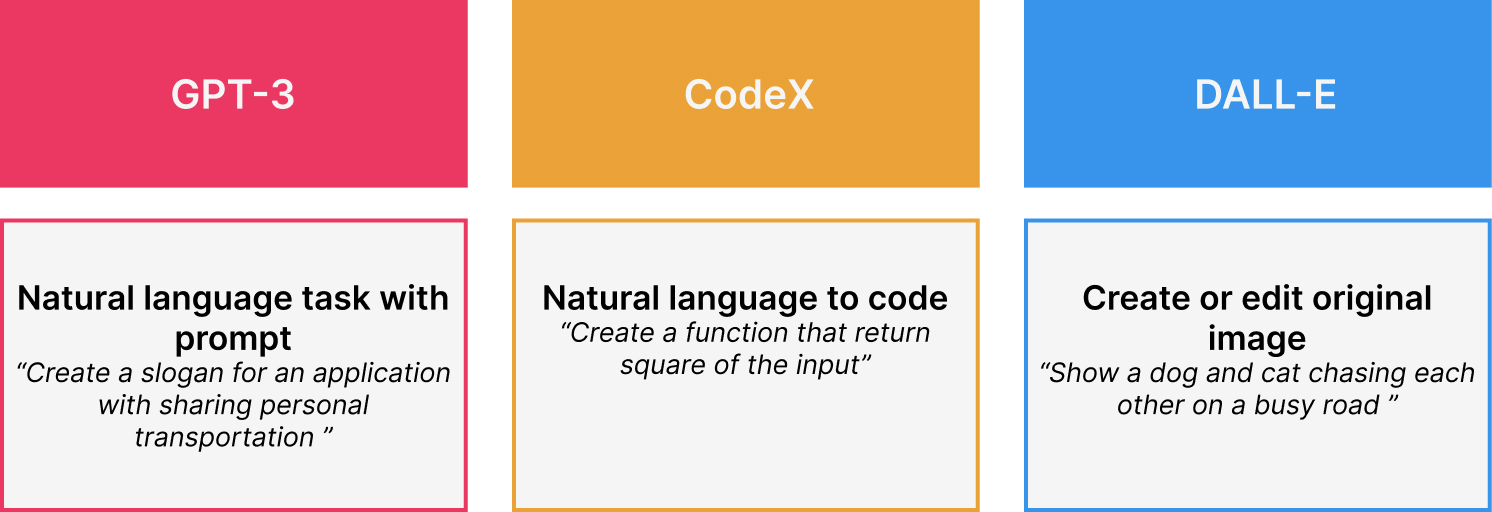 GPT-3
CodeX
DALL-E
Natural language task with
prompt
“Create a slogan for an application
with sharing personal
transportation ”
Natural language to code
“Create a function that return
square of the input”
Create or edit original
image
“Show a dog and cat chasing each
other on a busy road ”